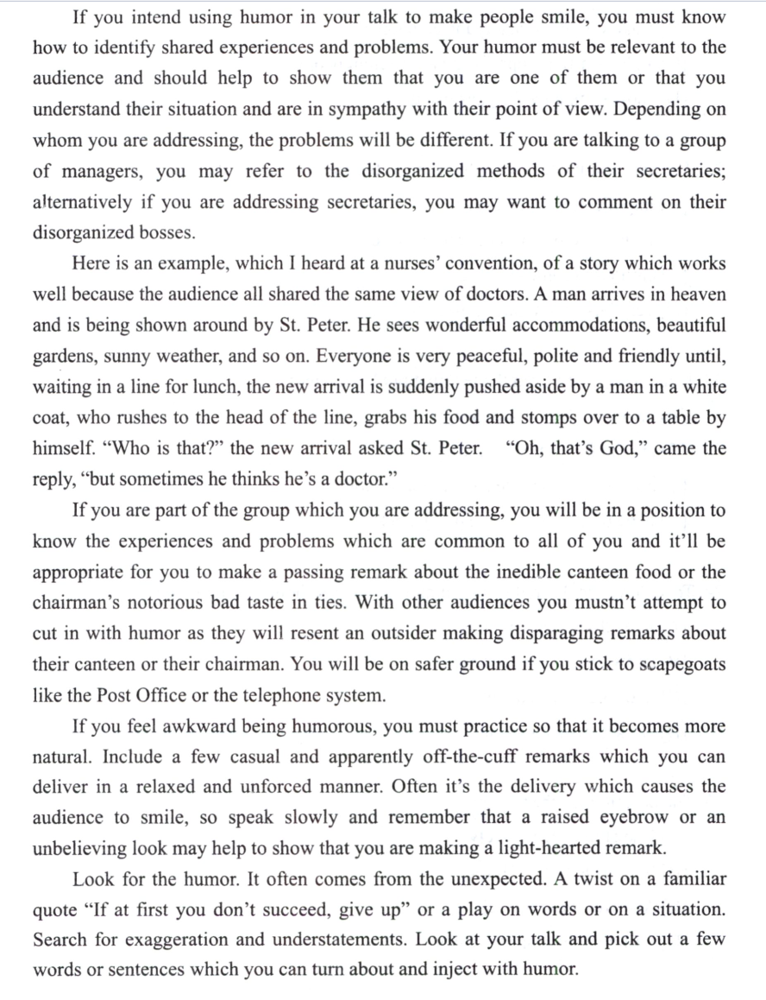 If you intend using humor in your talk to make people smile, you must know
how to identify shared experiences and problems. Your humor must be relevant to the
audience and should help to show them that you are one of them or that you
understand their situation and are in sympathy with their point of view. Depending on
whom you are addressing, the problems will be different. If you are talking to a group
of managers, you may refer to the disorganized methods of their secretaries;
alternatively if you are addressing secretaries, you may want to comment on their
disorganized bosses.
Here is an example, which I heard at a nurses’ convention, of a story which works
well because the audience all shared the same view of doctors. A man arrives in heaven
and is being shown around by St. Peter. He sees wonderful accommodations, beautiful
gardens, sunny weather, and so on. Everyone is very peaceful, polite and friendly until,
waiting in a line for lunch, the new arrival is suddenly pushed aside by a man in a white
coat, who rushes to the head of the line, grabs his food and stomps over to a table by
himself. “Who is that?” the new arrival asked St. Peter. “Oh, that’s God,” came the
reply, “but sometimes he thinks he’s a doctor.”
If you are part of the group which you are addressing, you will be in a position to
know the experiences and problems which are common to all of you and it’ll be
appropriate for you to make a passing remark about the inedible canteen food or the
chairman’s notorious bad taste in ties. With other audiences you mustn’t attempt to
cut in with humor as they will resent an outsider making disparaging remarks about
their canteen or their chairman. You will be on safer ground if you stick to scapegoats
like the Post Office or the telephone system.
If you feel awkward being humorous, you must practice so that it becomes more
natural. Include a few casual and apparently off-the-cuff remarks which you can
deliver in a relaxed and unforced manner. Often it’s the delivery which causes the
audience to smile, so speak slowly and remember that a raised eyebrow or an
unbelieving look may help to show that you are making a light-hearted remark.
Look for the humor. It often comes from the unexpected. A twist on a familiar
quote “If at first you don’t succeed, give up” or a play on words or on a situation.
Search for exaggeration and understatements. Look at your talk and pick out a few
words or sentences which you can turn about and inject with humor.